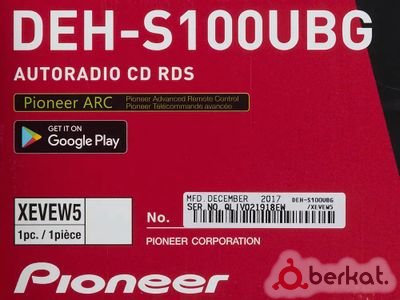 DEH-S100UBG
AUTORADIO CD RDS
Pioneer ARC
Pioneer Advanced Remote Control
Pioneer Télécommande avancée
GET IT ON
Google Play
MFD. DECEMBER 2017 DEH-S100UBG
SER.NO. QLIV021918EW /XEVEW5
XEVEW5
No.
1pc. / 1pièce
PIONEER CORPORATION
Pioneer
berkat.